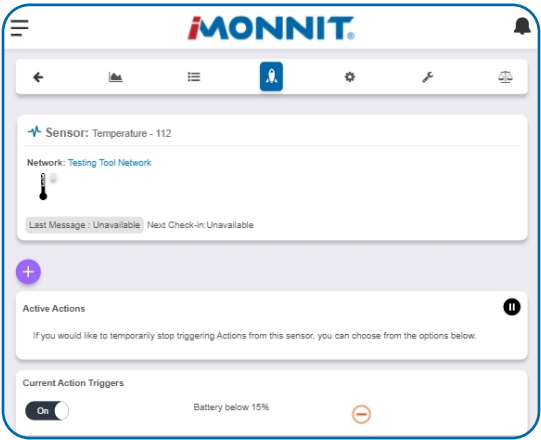 iMONNIT®
Sensor: Temperature - 112
Network: Testing Tool Network
Last Message : Unavailable Next Check-in:Unavailable
Active Actions
If you would like to temporarily stop triggering Actions from this sensor, you can choose from the options below.
Current Action Triggers
On Battery below 15%